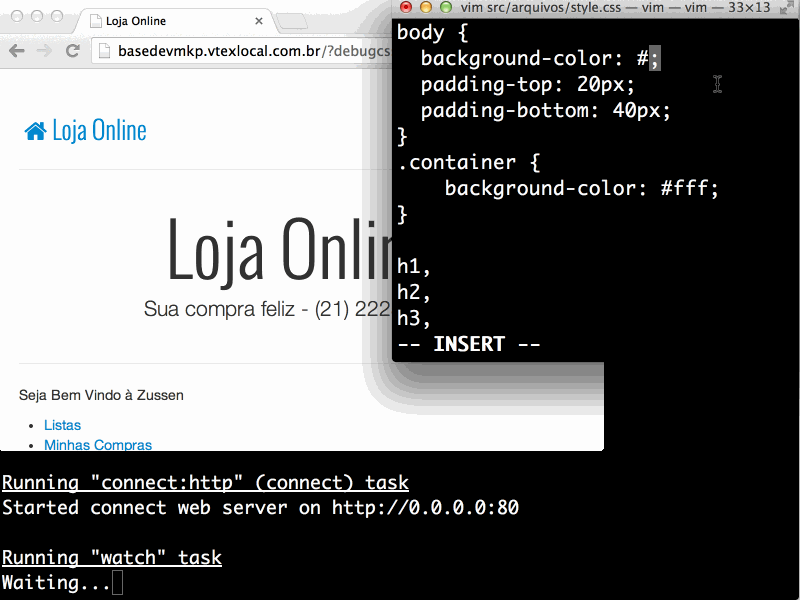 Loja Online
basedevmkp.vtexlocal.com.br/?debugcs
Loja Online
Loja Onlin
Sua compra feliz - (21) 222
Seja Bem Vindo à Zussen
• Listas
• Minhas Compras
vim src/arquivos/style.css — vim — vim — 33×13
body {
  background-color: #;
  padding-top: 20px;
  padding-bottom: 40px;
}
.container {
    background-color: #fff;
}
h1,
h2,
h3,
-- INSERT --
Running "connect:http" (connect) task
Started connect web server on http://0.0.0.0:80
Running "watch" task
Waiting...